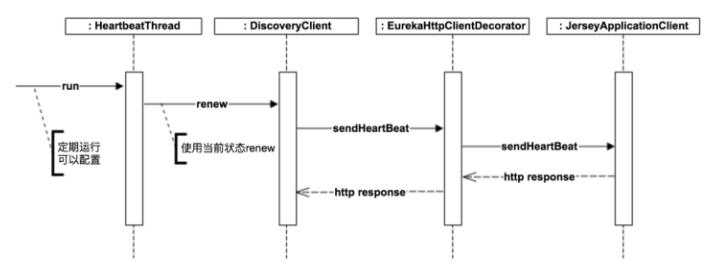 : HeartbeatThread
: DiscoveryClient
: EurekaHttpClientDecorator
: JerseyApplicationClient
run
renew
定期运行
可以配置
使用当前状态renew
sendHeartBeat
sendHeartBeat
http response
http response